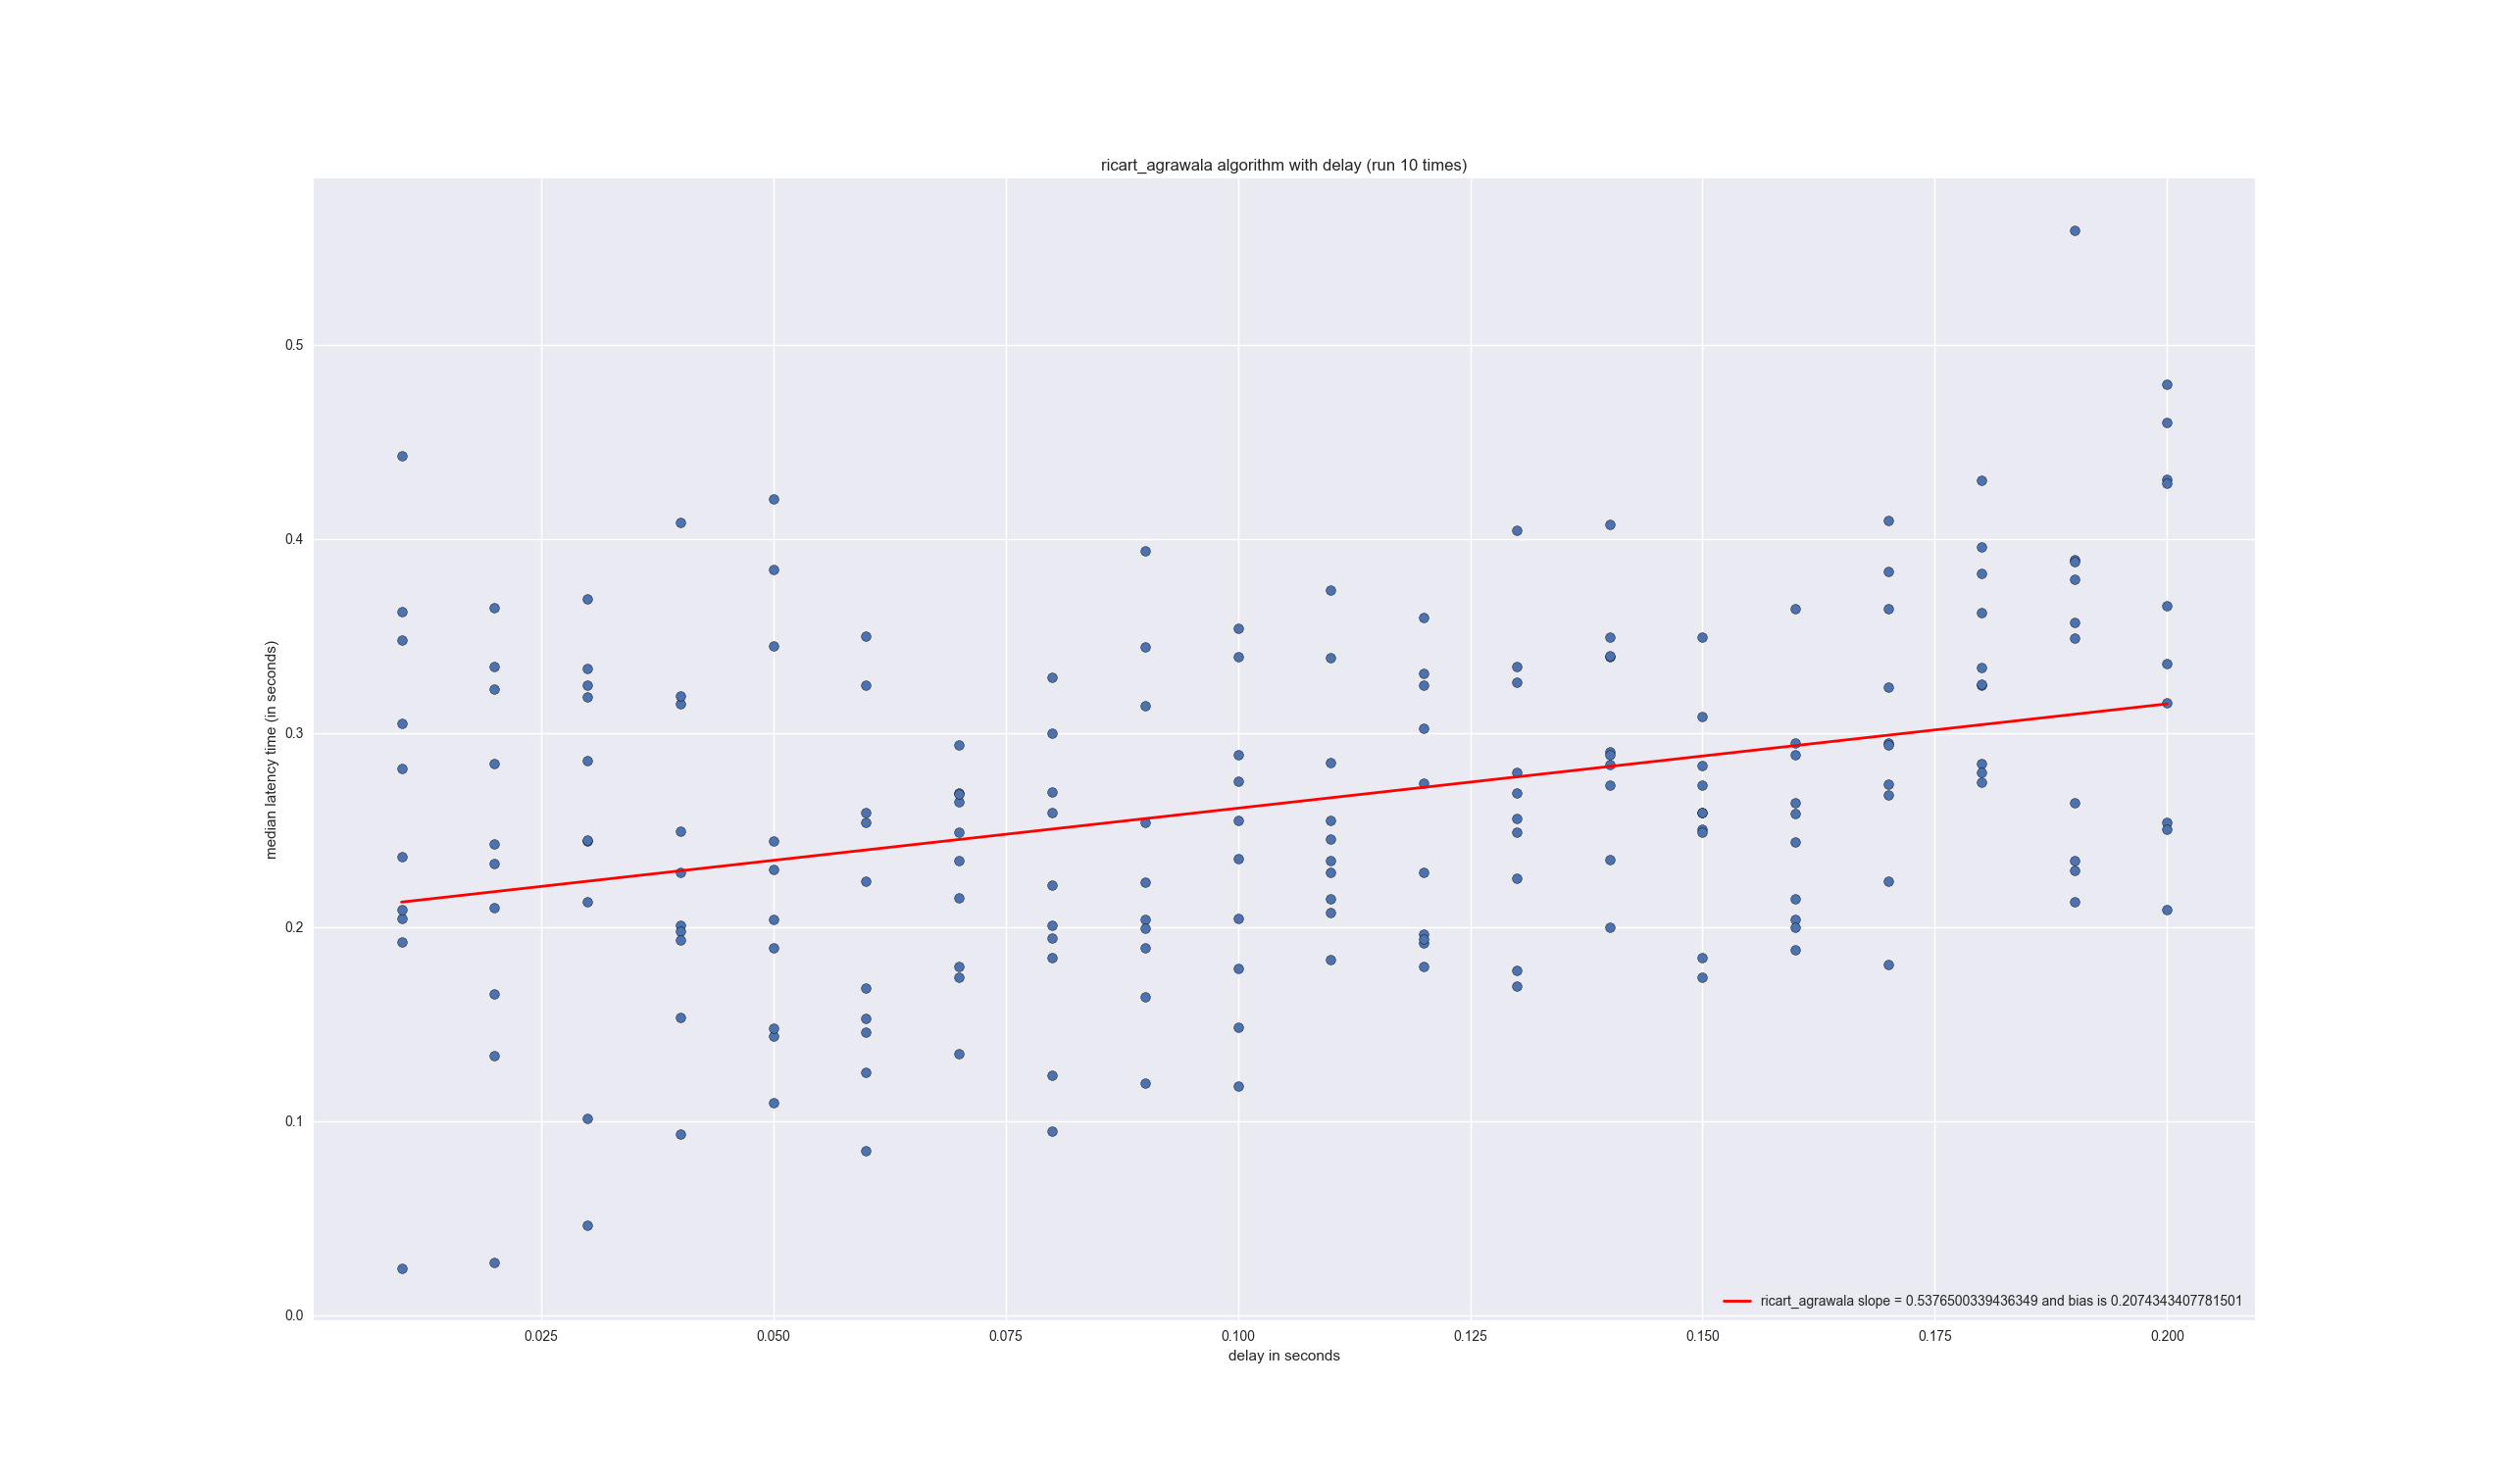 ricart_agrawala algorithm with delay (run 10 times)
median latency time (in seconds)
0.5
0.4
0.3
0.2
0.1
0.0
ricart_agrawala slope = 0.5376500339436349 and bias is 0.2074343407781501
0.025 0.050 0.075 0.100 0.125 0.150 0.175 0.200
delay in seconds